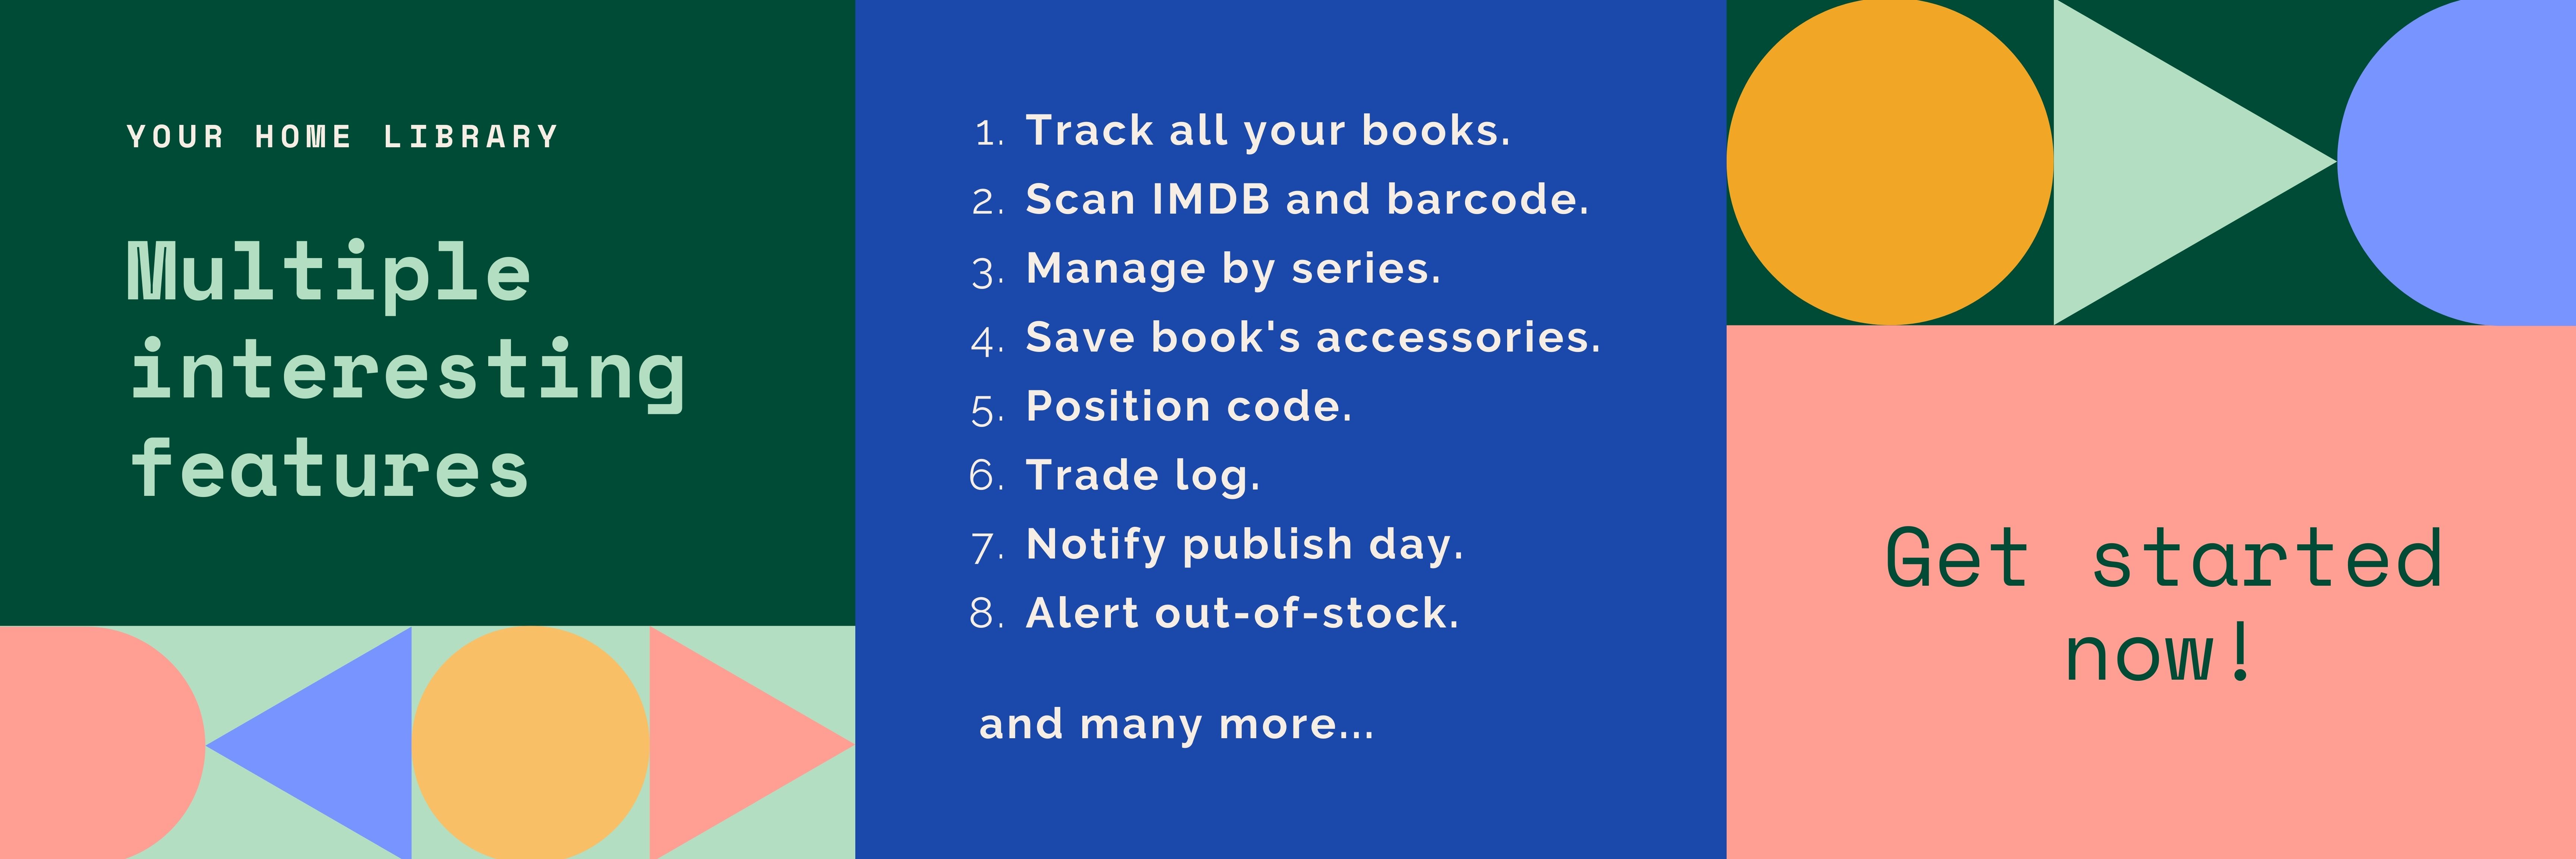 YOUR HOME LIBRARY
Multiple
interesting
features
1. Track all your books.
2. Scan IMDB and barcode.
3. Manage by series.
4. Save book's accessories.
5. Position code.
6. Trade log.
7. Notify publish day.
8. Alert out-of-stock.
and many more...
Get started
now!